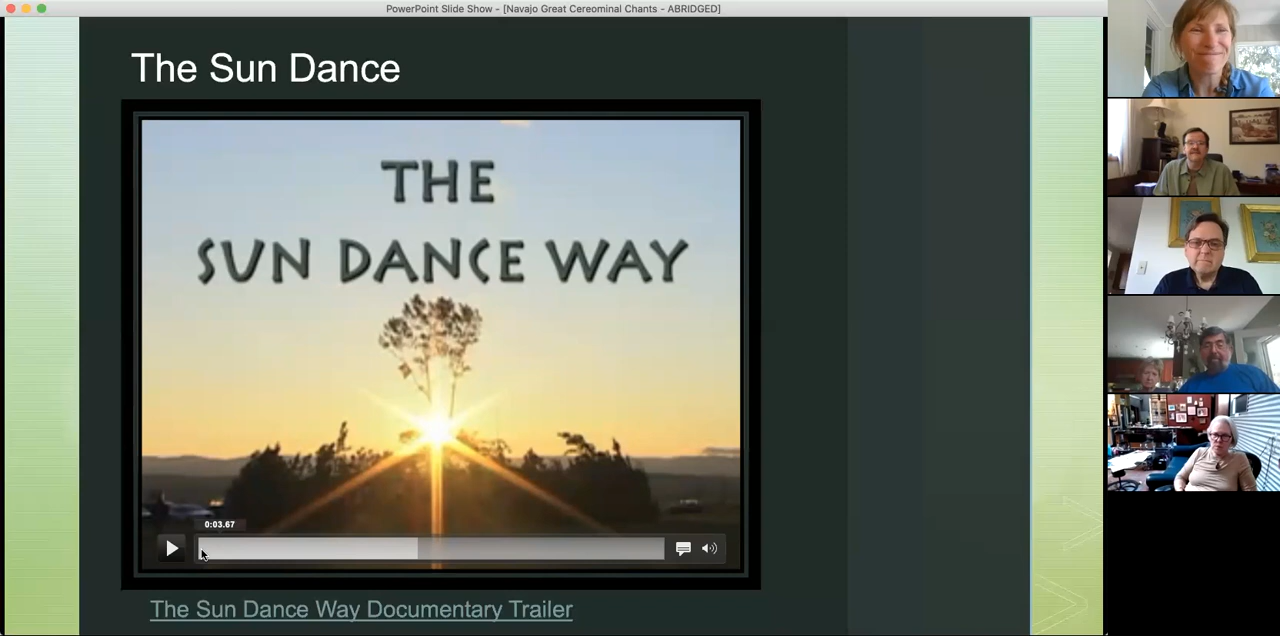 PowerPoint Slide Show - [Navajo Great Cereominal Chants - ABRIDGED]
The Sun Dance
THE
SUN DANCE WAY
0:03.67
The Sun Dance Way Documentary Trailer